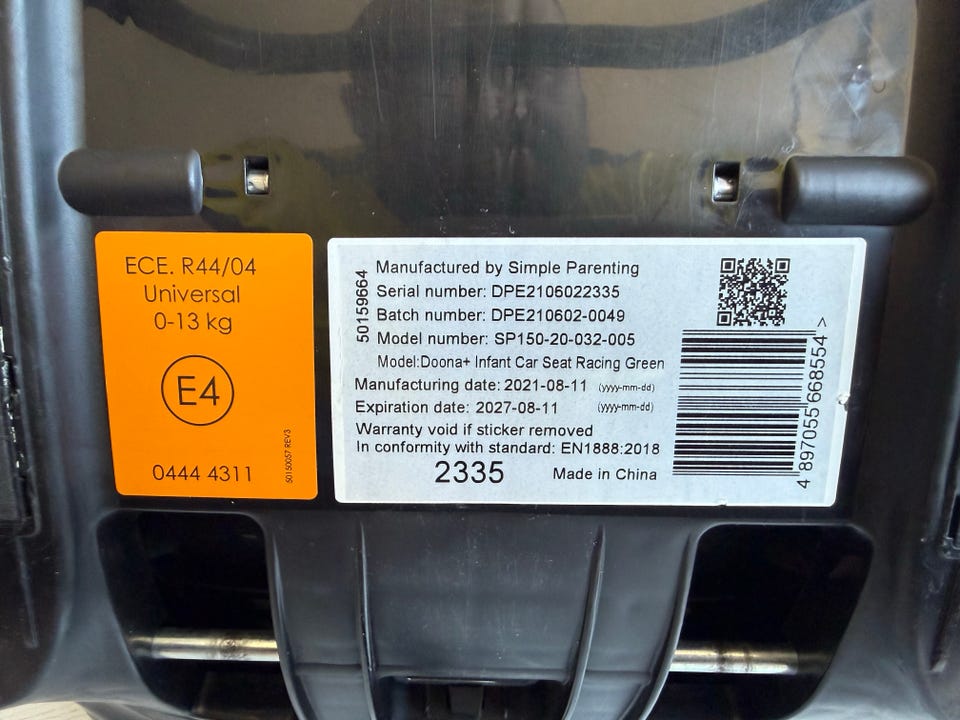 ECE. R44/04
Universal
0-13 kg
E4
0444 4311
50150057 REV3
50159664
Manufactured by Simple Parenting
Serial number: DPE2106022335
Batch number: DPE210602-0049
Model number: SP150-20-032-005
Model:Doona+ Infant Car Seat Racing Green
Manufacturing date: 2021-08-11 (yyyy-mm-dd)
Expiration date: 2027-08-11 (yyyy-mm-dd)
Warranty void if sticker removed
In conformity with standard: EN1888:2018
2335 Made in China
4 897055 668554 >